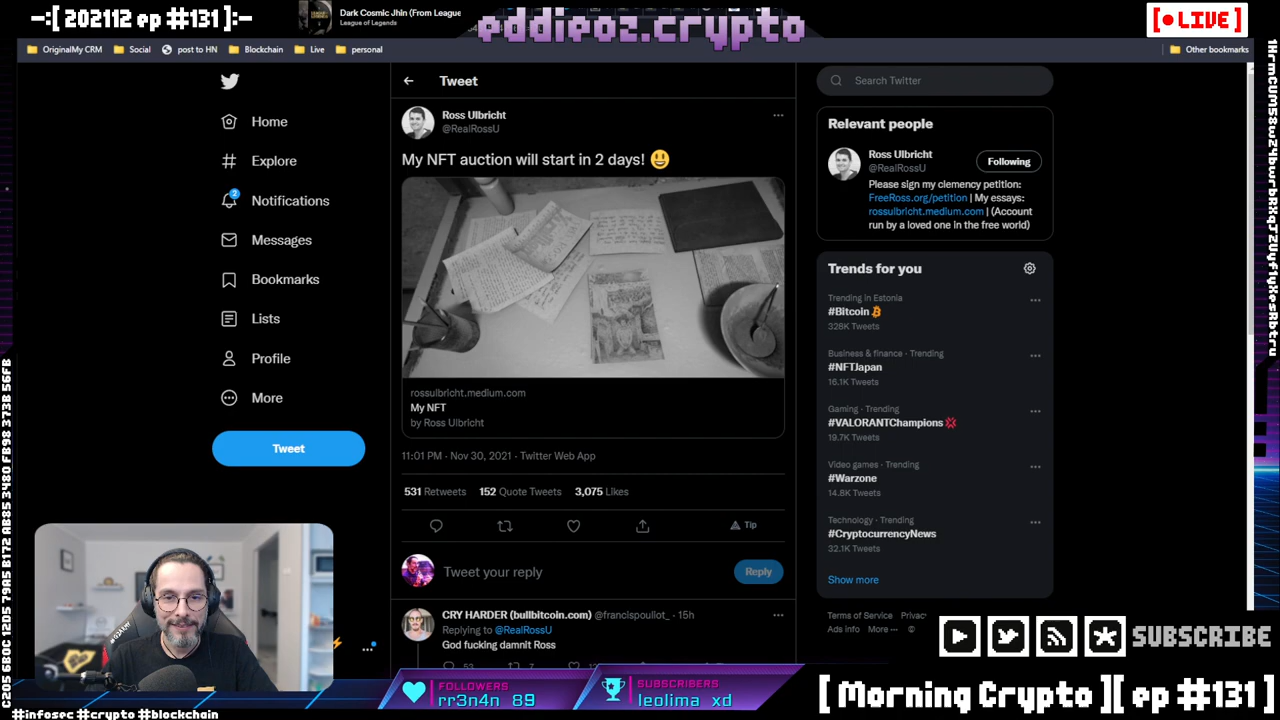 -:[ 202112 ep #131 ]:-
Dark Cosmic Jhin (From League
League of Legends
eddieoz.crypto
[•LIVE]
OriginalMy CRM
Social
post to HN
Blockchain
Live
personal
Other bookmarks
Tweet
Search Twitter
Home
Explore
2
Notifications
Messages
Bookmarks
Lists
Profile
More
Tweet
Ross Ulbricht
@RealRossU
My NFT auction will start in 2 days! 😃
rossulbricht.medium.com
My NFT
by Ross Ulbricht
11:01 PM · Nov 30, 2021 · Twitter Web App
531 Retweets 152 Quote Tweets 3,075 Likes
Tip
Tweet your reply
Reply
CRY HARDER (bullbitcoin.com) @francispouliot_ · 15h
Replying to @RealRossU
God fucking damnit Ross
53 7
Relevant people
Ross Ulbricht
@RealRossU
Following
Please sign my clemency petition:
FreeRoss.org/petition | My essays:
rossulbricht.medium.com | (Account
run by a loved one in the free world)
Trends for you
Trending in Estonia
#Bitcoin
328K Tweets
Business & finance · Trending
#NFTJapan
16.1K Tweets
Gaming · Trending
#VALORANTChampions
19.7K Tweets
Video games · Trending
#Warzone
14.8K Tweets
Technology · Trending
#CryptocurrencyNews
32.1K Tweets
Show more
Terms of Service Privac
Ad info More ··· ©
SUBSCRIBE
FOLLOWERS
rr3n4n 89
SUBSCRIBERS
leolima xd
[ Morning Crypto ][ ep #131 ]
#infosec #crypto #blockchain